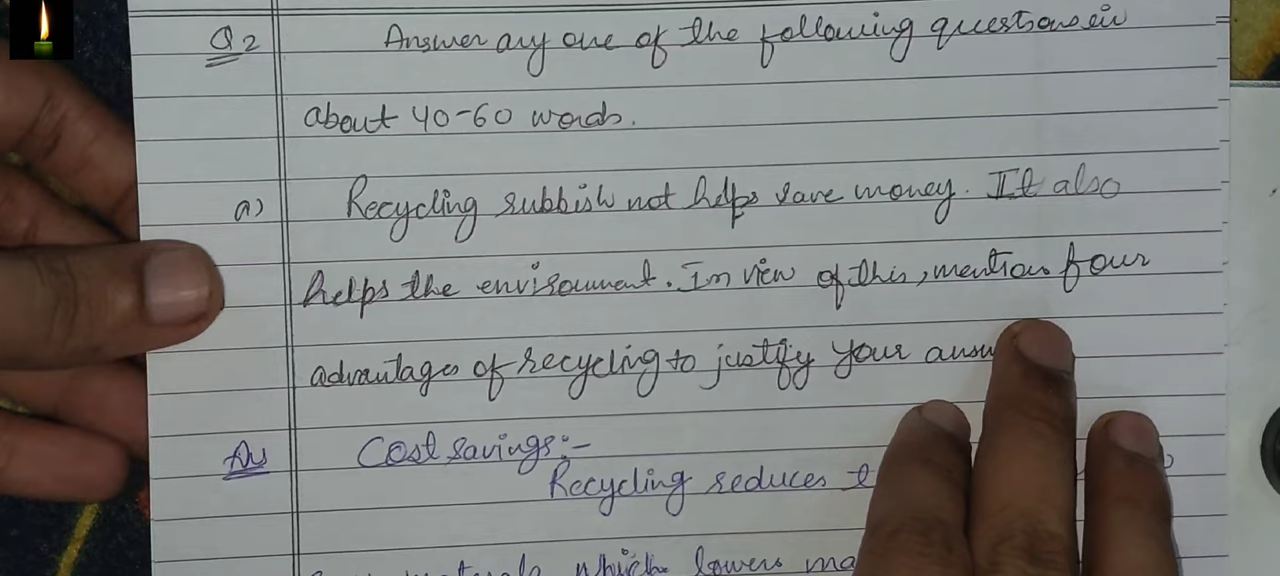 Q2 Answer any one of the following questions in
about 40-60 words.
a) Recycling rubbish not helps save money. It also
helps the environment. In view of this, mention four
advantages of recycling to justify your
Ans Cost savings:-
Recycling reduces
which lowers